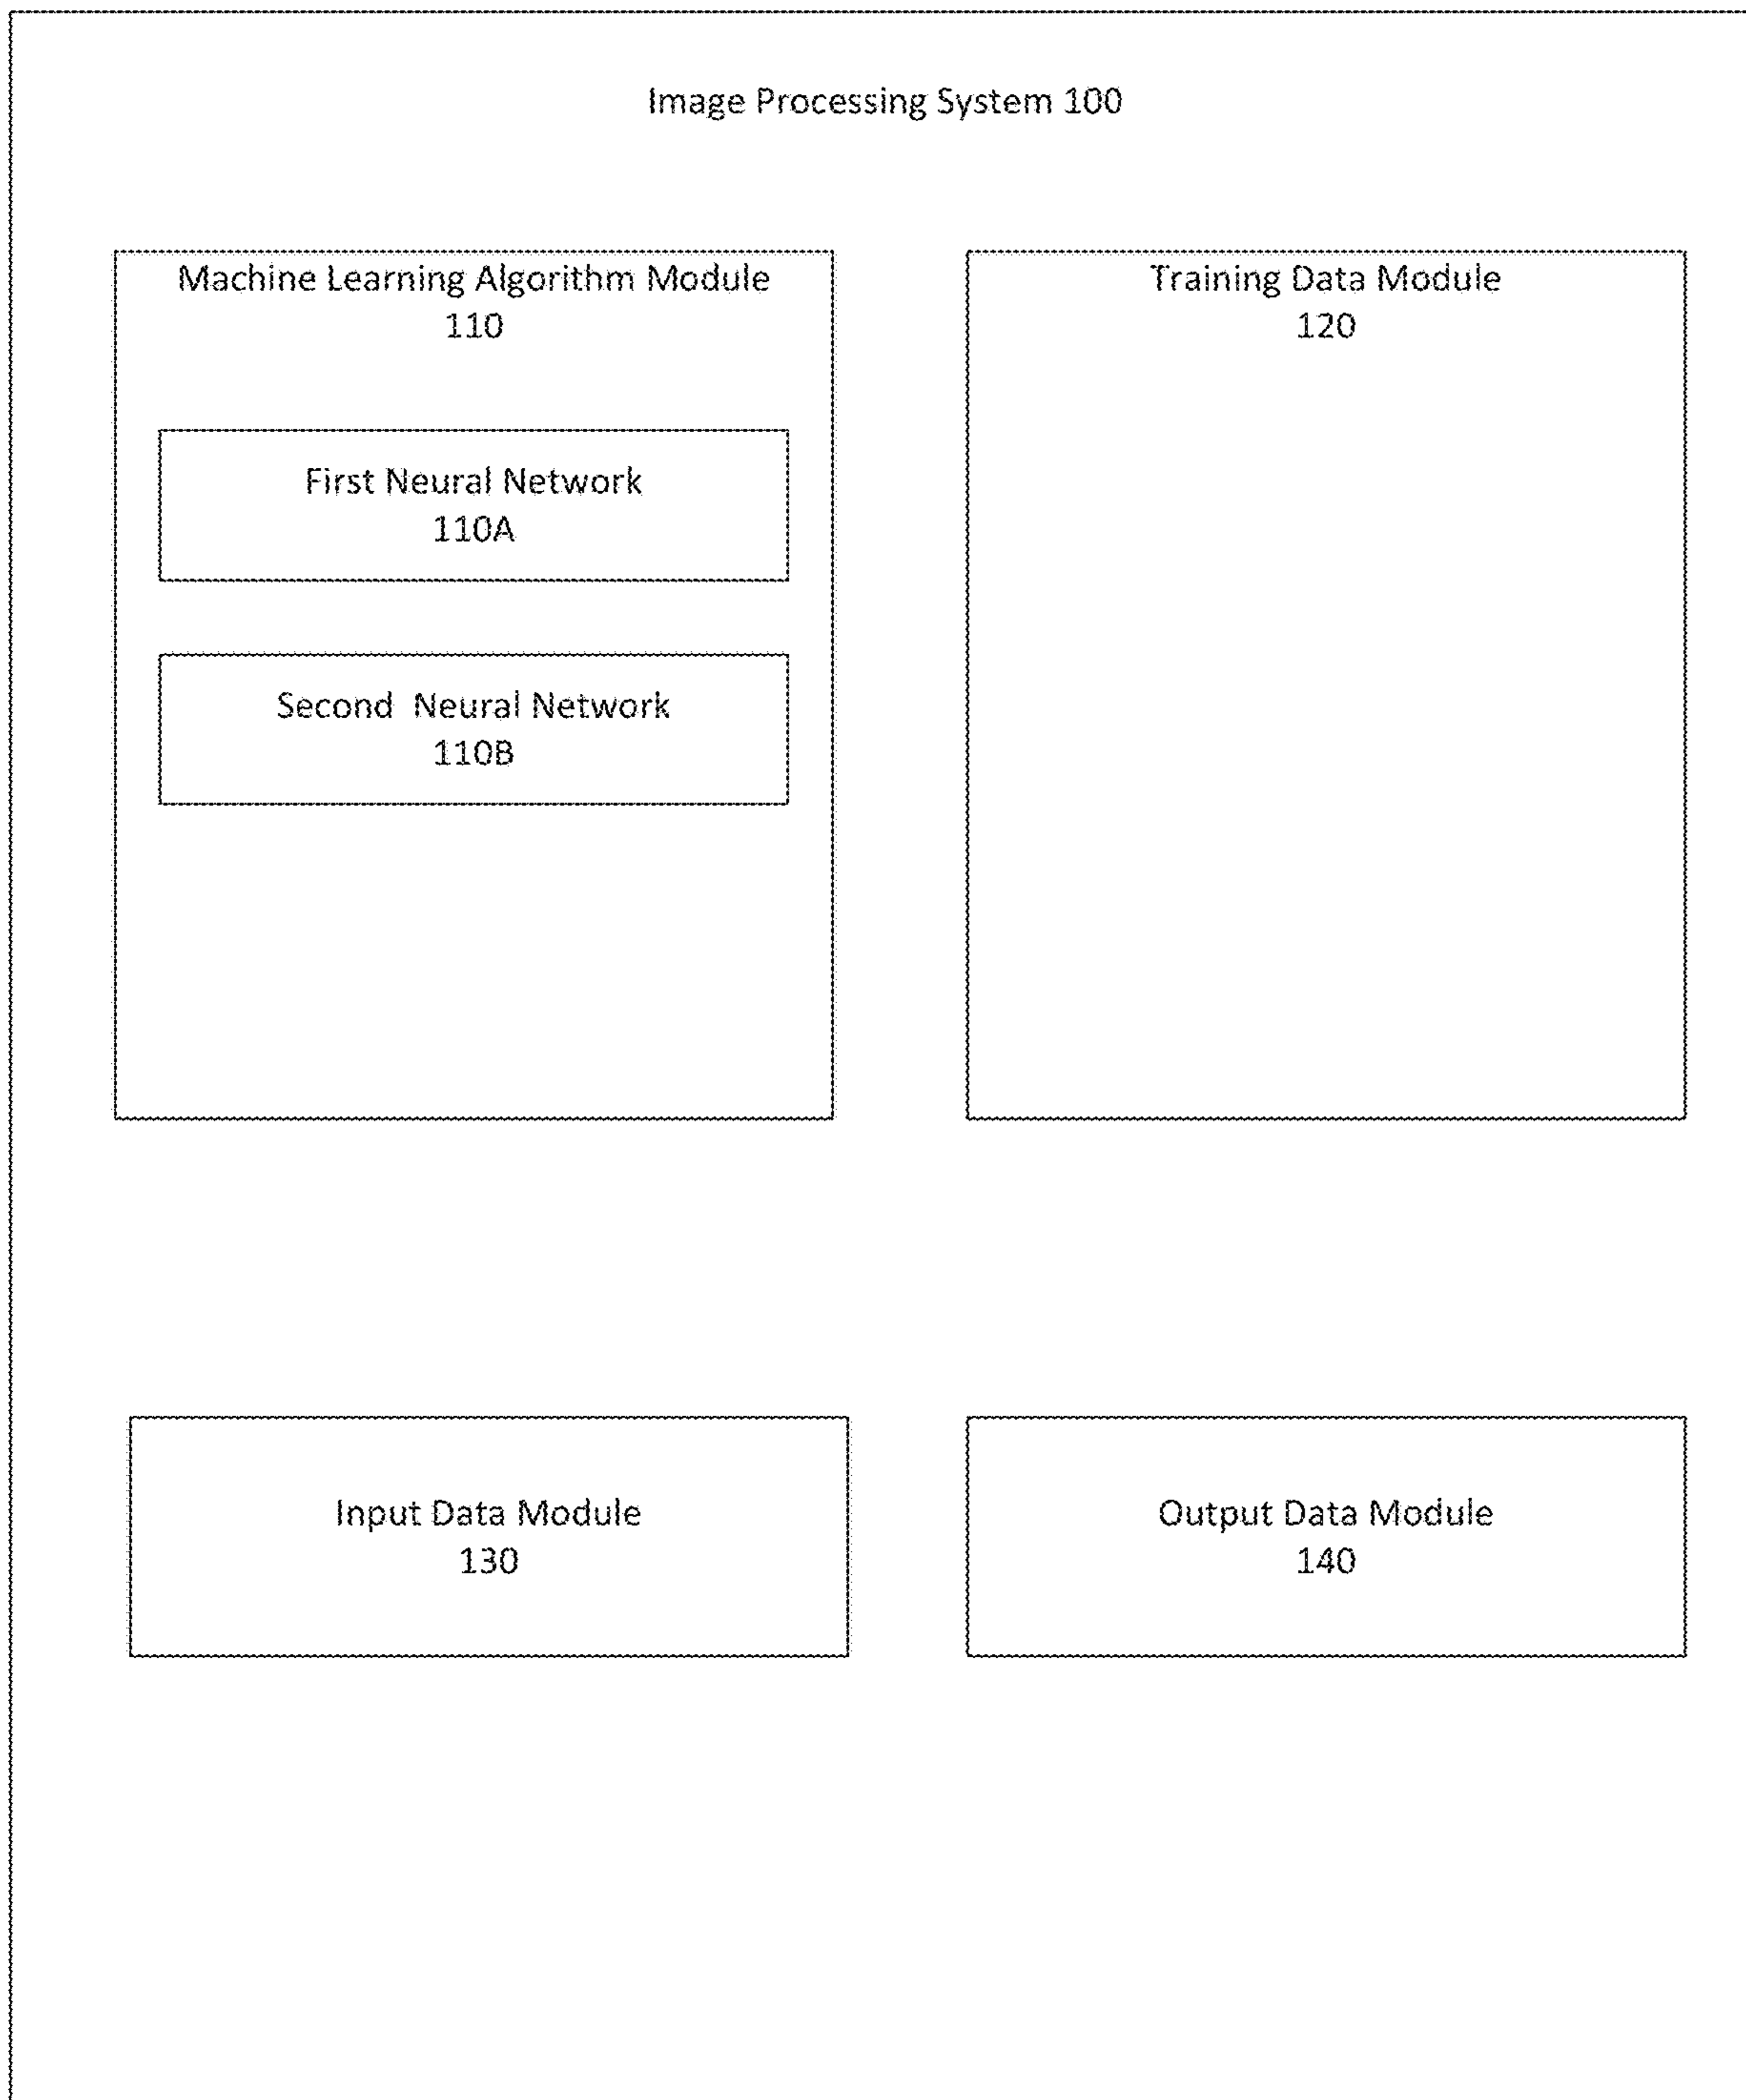 Image Processing System 100
Machine Learning Algorithm Module
110
First Neural Network
110A
Second Neural Network
110B
Training Data Module
120
Input Data Module
130
Output Data Module
140